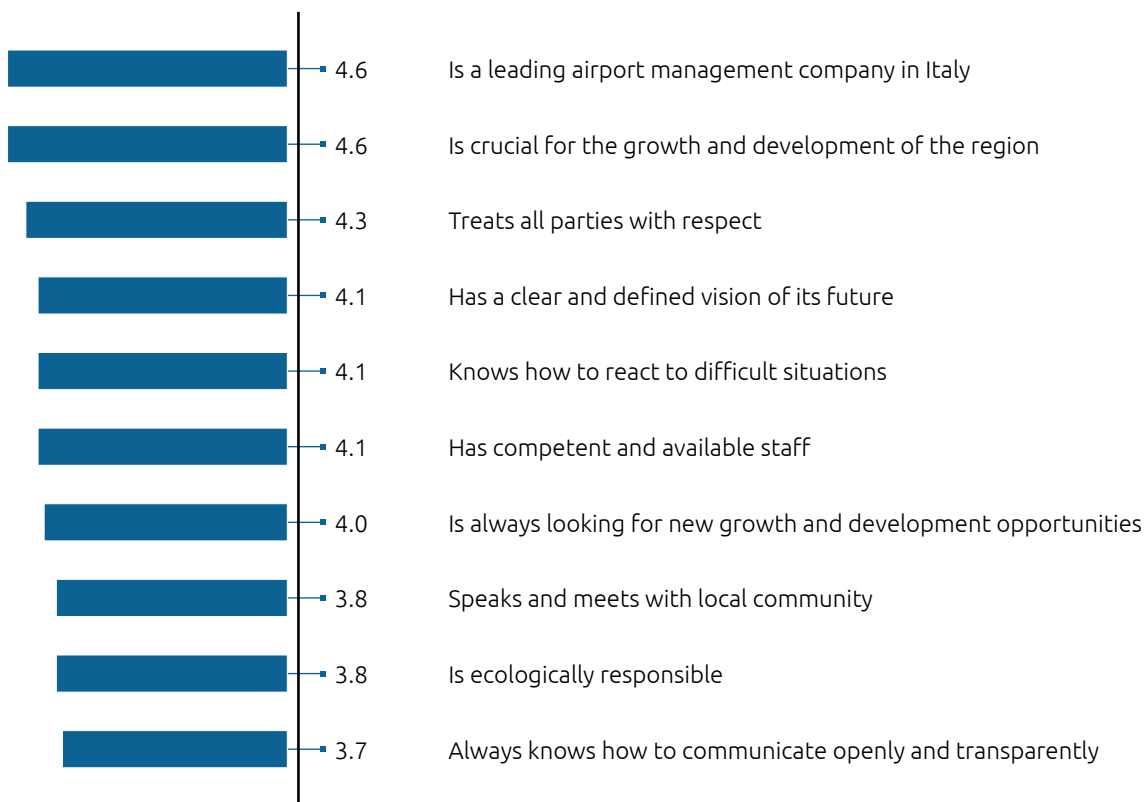 4.6 Is a leading airport management company in Italy
4.6 Is crucial for the growth and development of the region
4.3 Treats all parties with respect
4.1 Has a clear and defined vision of its future
4.1 Knows how to react to difficult situations
4.1 Has competent and available staff
4.0 Is always looking for new growth and development opportunities
3.8 Speaks and meets with local community
3.8 Is ecologically responsible
3.7 Always knows how to communicate openly and transparently